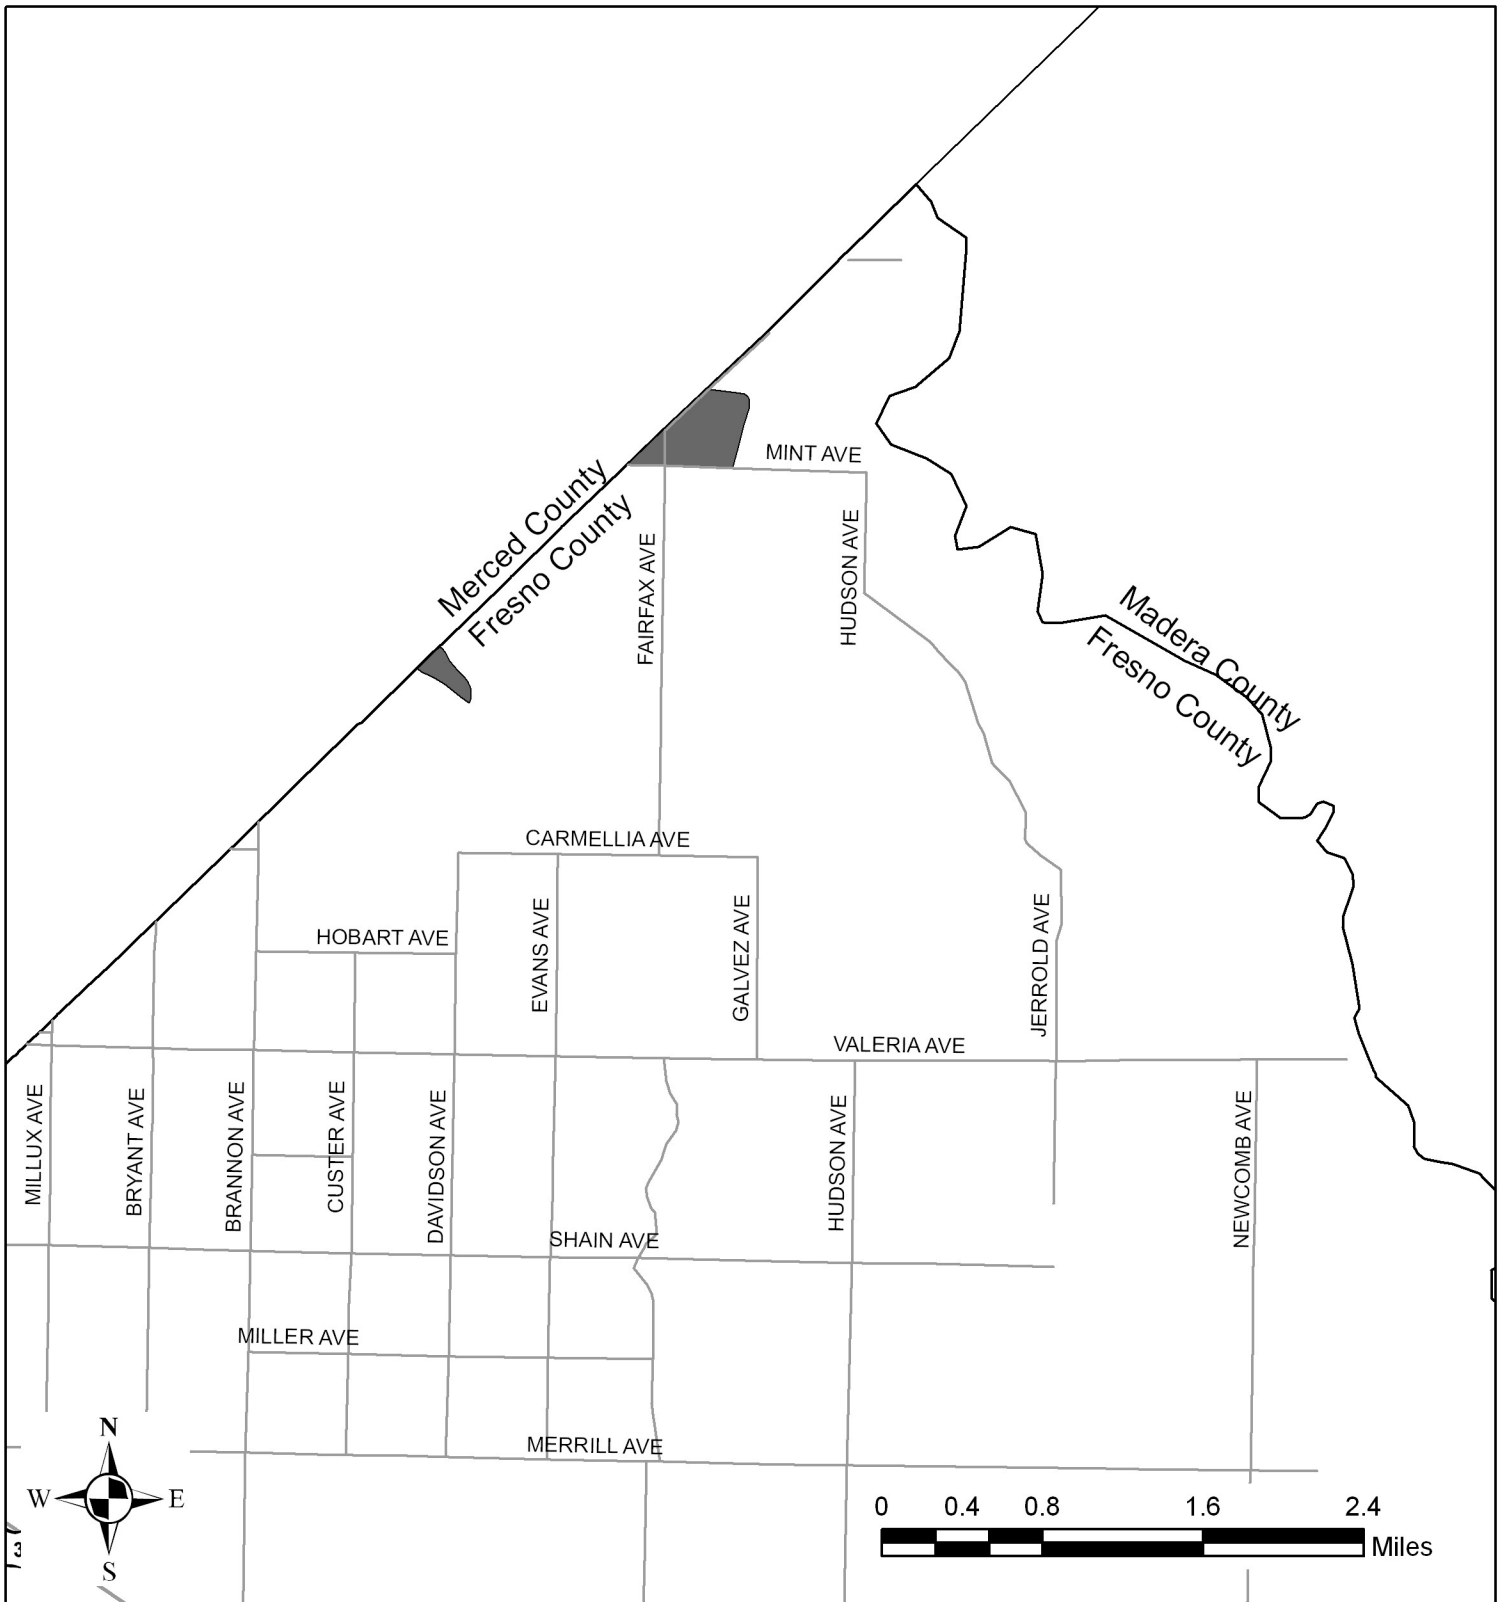 MINT AVE
Merced County
Fresno County
FAIRFAX AVE
HUDSON AVE
Madera County
Fresno County
CARMELLIA AVE
HOBART AVE
EVANS AVE
GALVEZ AVE
JERROLD AVE
VALERIA AVE
MILLUX AVE
BRYANT AVE
BRANNON AVE
CUSTER AVE
DAVIDSON AVE
HUDSON AVE
NEWCOMB AVE
SHAIN AVE
MILLER AVE
MERRILL AVE
N
W E
S
0 0.4 0.8 1.6 2.4
Miles